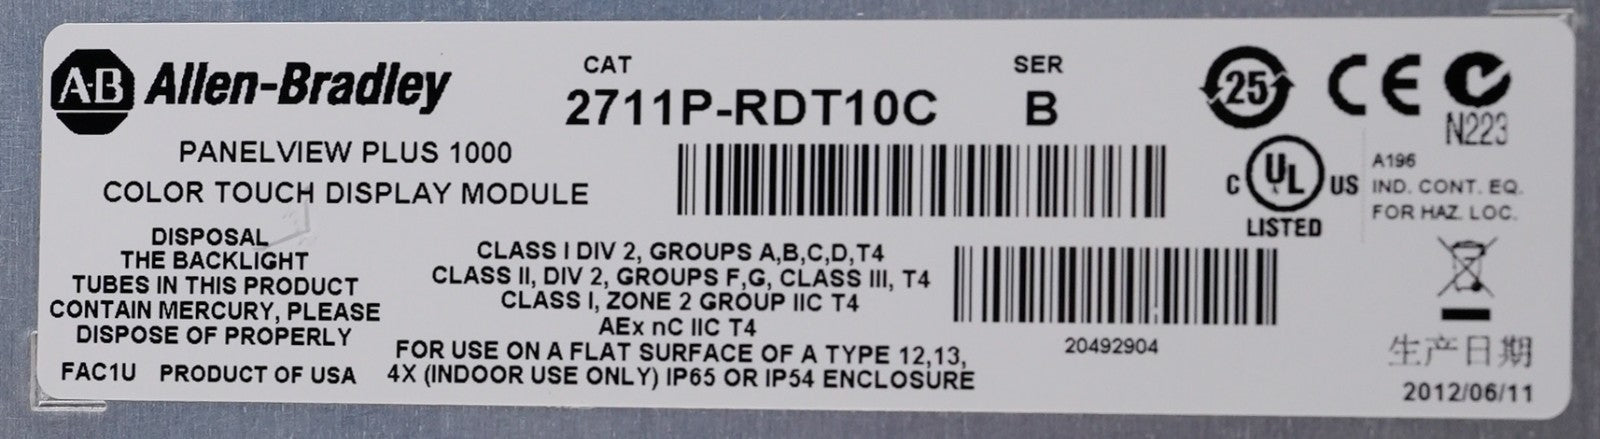 A-B Allen-Bradley
PANELVIEW PLUS 1000
COLOR TOUCH DISPLAY MODULE
DISPOSAL
THE BACKLIGHT
TUBES IN THIS PRODUCT
CONTAIN MERCURY, PLEASE
DISPOSE OF PROPERLY
FAC1U PRODUCT OF USA
CAT
2711P-RDT10C
SER
B
CLASS I DIV 2, GROUPS A,B,C,D,T4
CLASS II, DIV 2, GROUPS F,G, CLASS III, T4
CLASS I, ZONE 2 GROUP IIC T4
AEx nC IIC T4
FOR USE ON A FLAT SURFACE OF A TYPE 12,13,
4X (INDOOR USE ONLY) IP65 OR IP54 ENCLOSURE
20492904
25
CE
N223
C UL US
LISTED
A196
IND. CONT. EQ.
FOR HAZ. LOC.
生产日期
2012/06/11